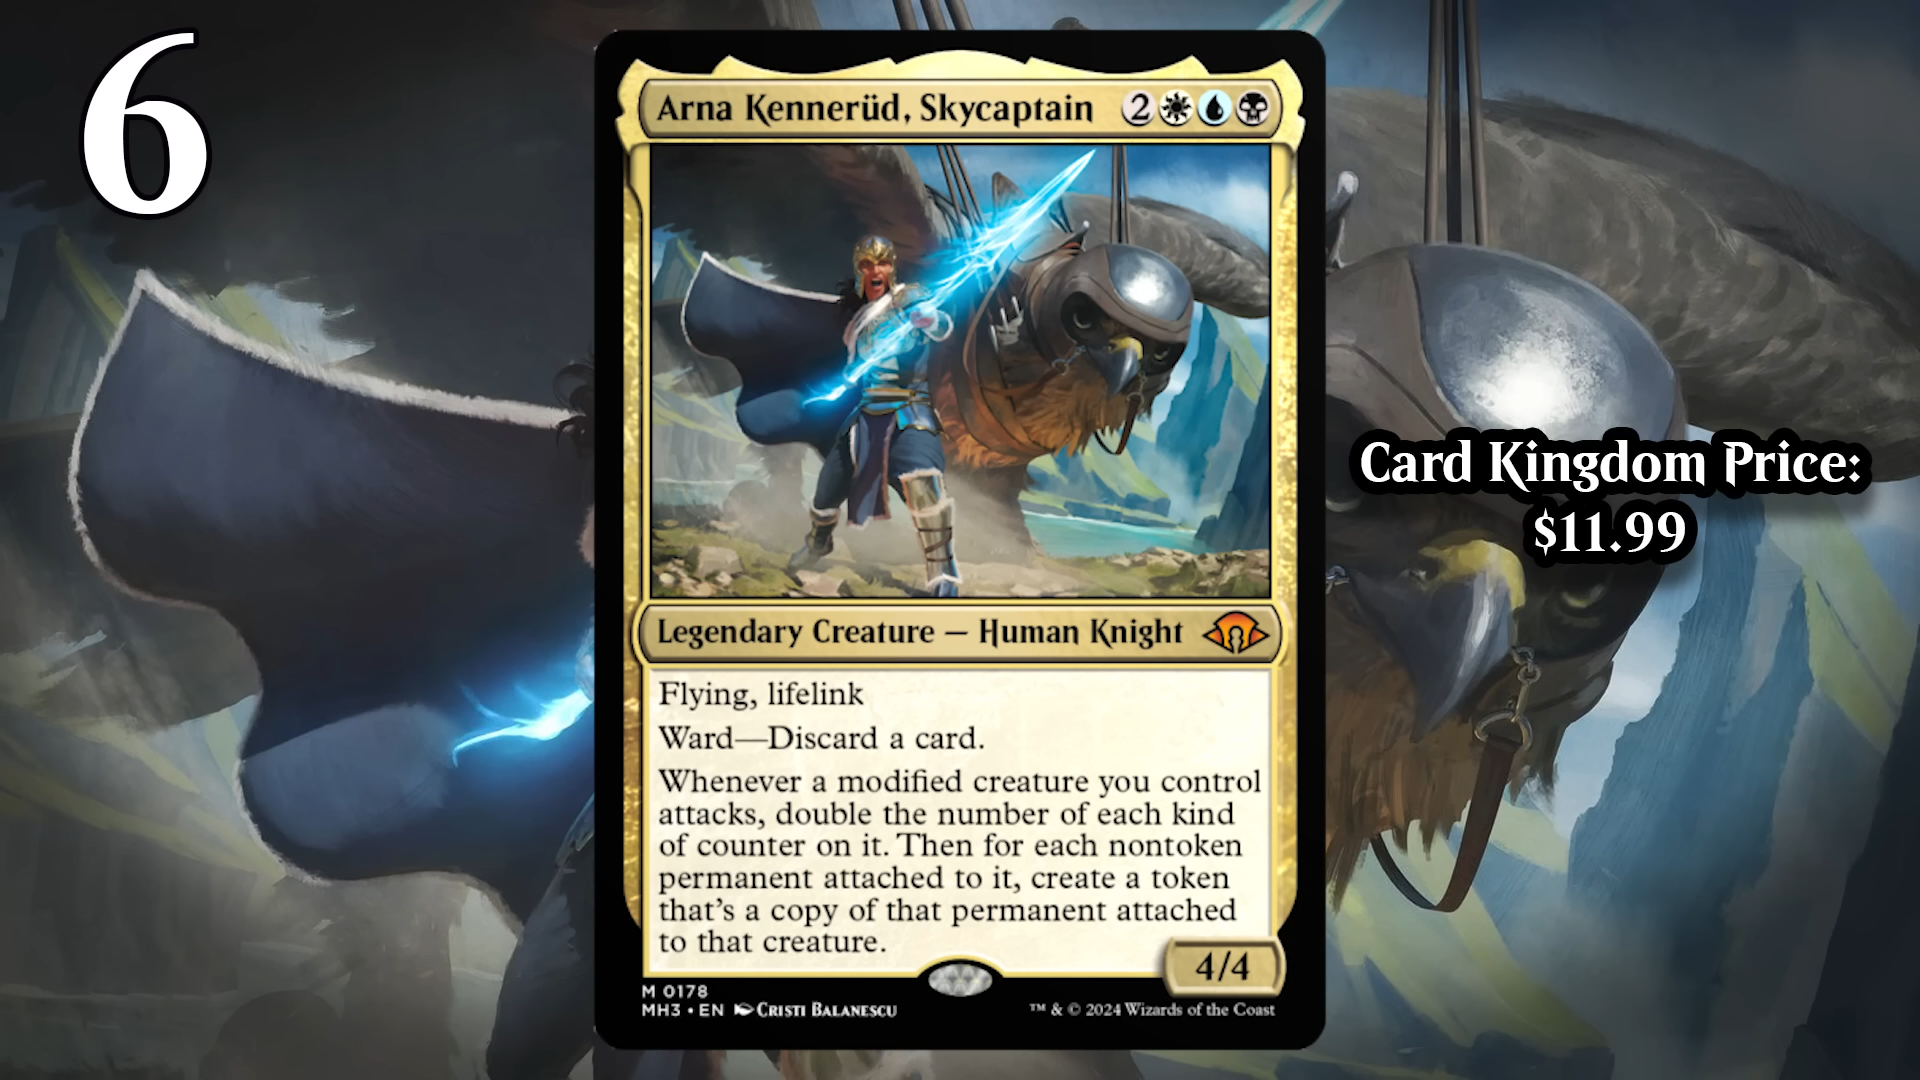 6
Arna Kennerüd, Skycaptain 2
Legendary Creature — Human Knight
Flying, lifelink
Ward—Discard a card.
Whenever a modified creature you control
attacks, double the number of each kind
of counter on it. Then for each nontoken
permanent attached to it, create a token
that's a copy of that permanent attached
to that creature.
4/4
M 0178
MH3 • EN Cristi Balanescu
™ & © 2024 Wizards of the Coast
Card Kingdom Price:
$11.99